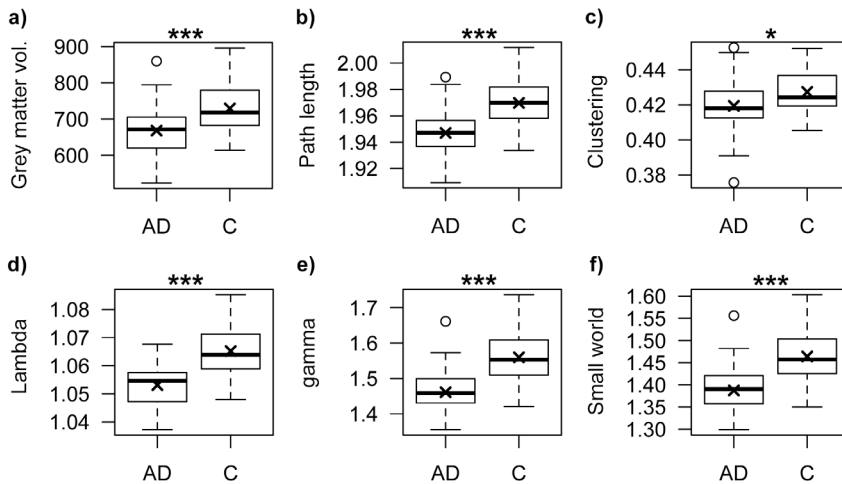 a)
***
Grey matter vol.
900
800
700
600
AD
C
b)
***
Path length
2.00
1.98
1.96
1.94
1.92
AD
C
c)
*
Clustering
0.44
0.42
0.40
0.38
AD
C
d)
***
Lambda
1.08
1.07
1.06
1.05
1.04
AD
C
e)
***
gamma
1.7
1.6
1.5
1.4
AD
C
f)
***
Small world
1.60
1.55
1.50
1.45
1.40
1.35
1.30
AD
C